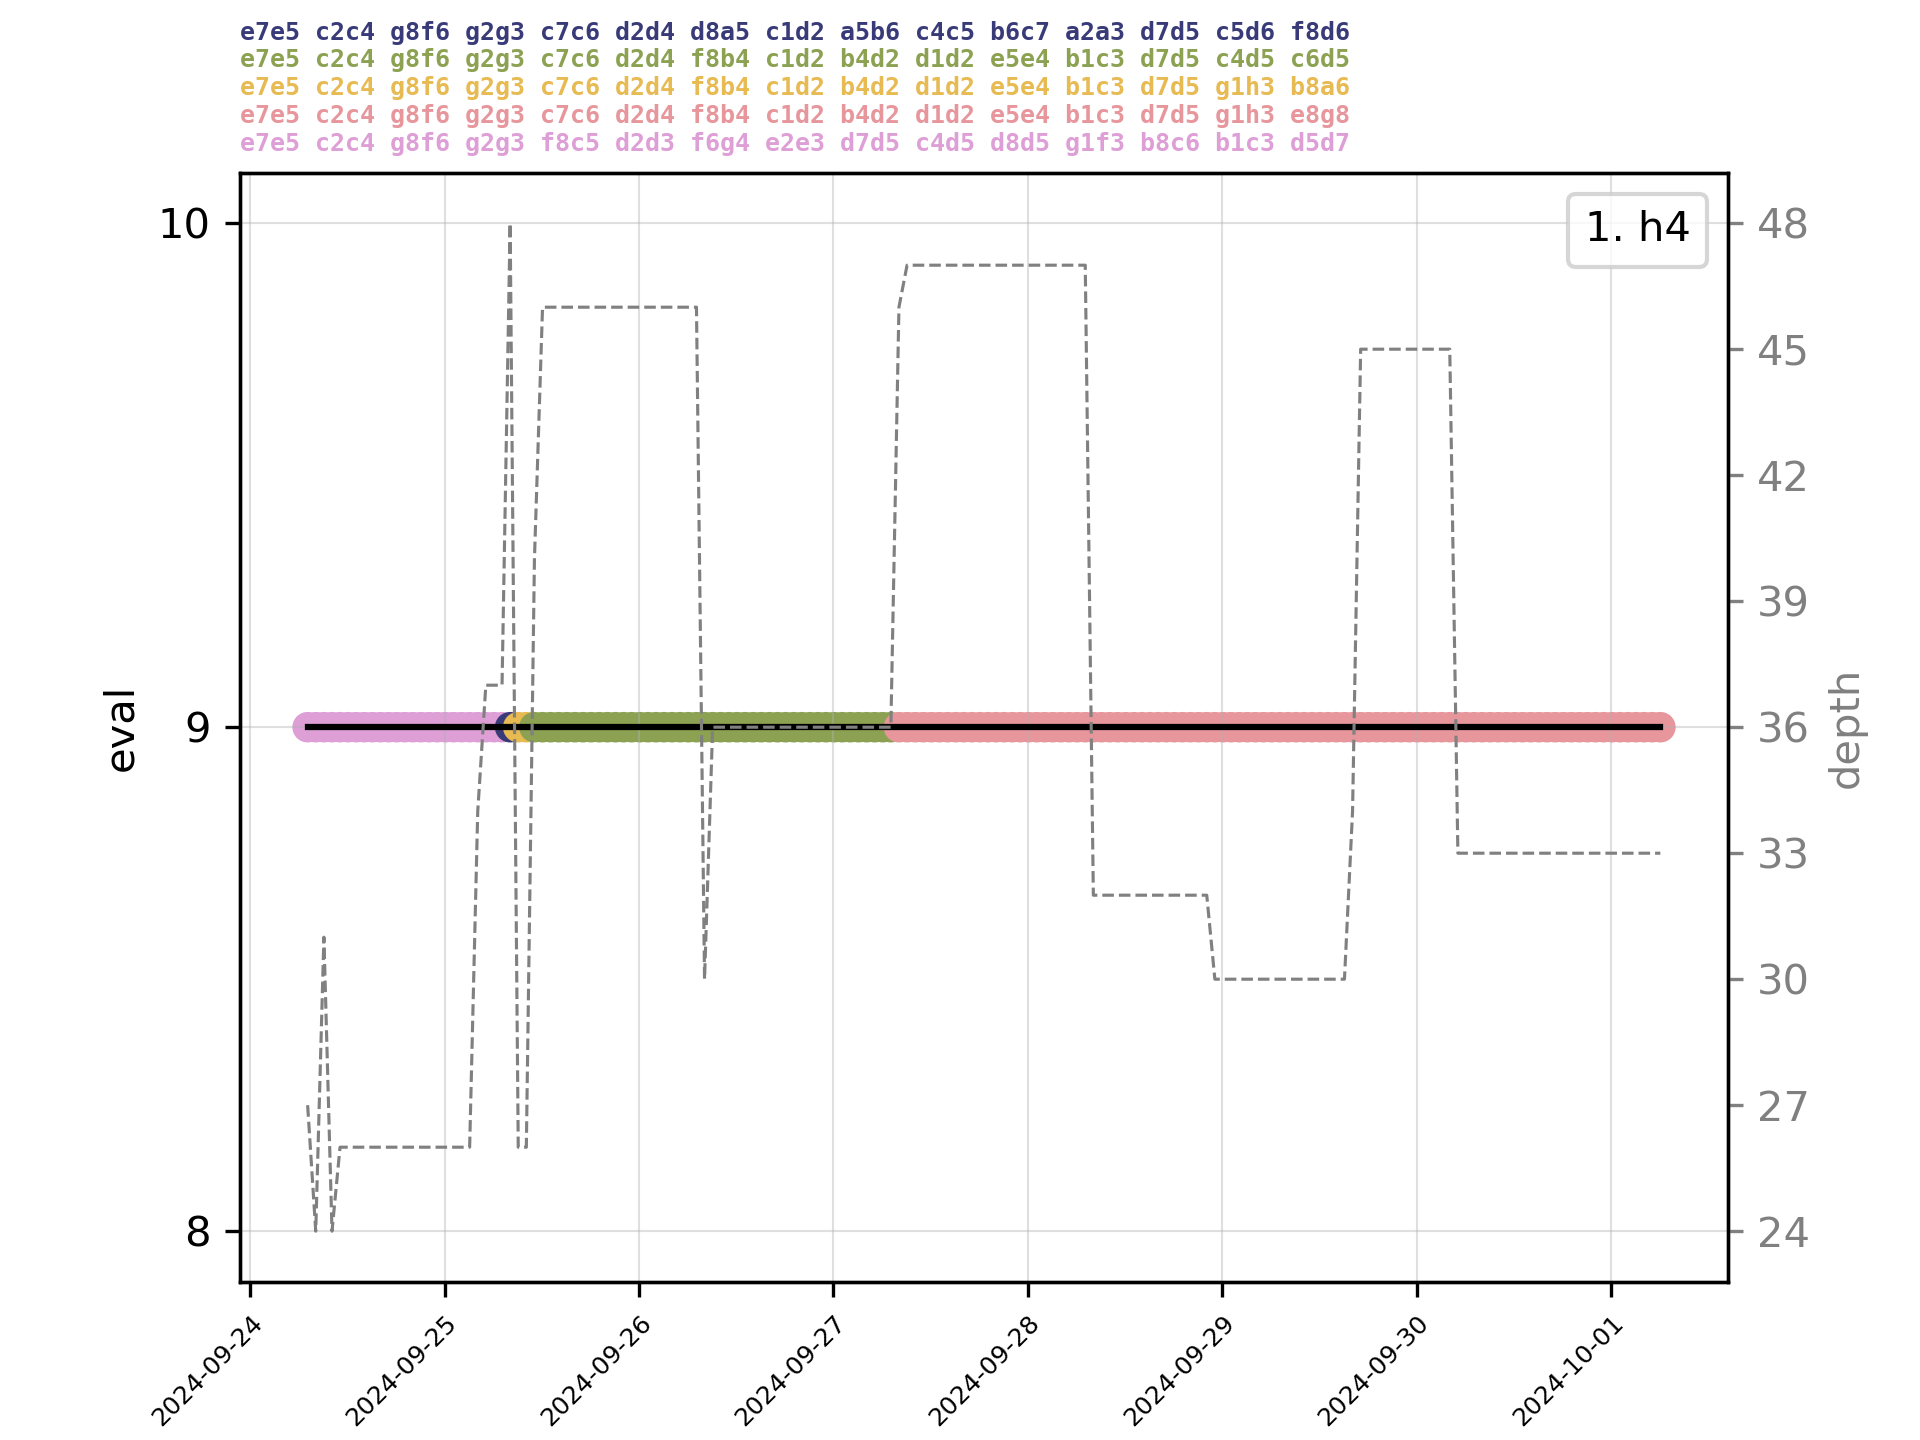 e7e5 c2c4 g8f6 g2g3 c7c6 d2d4 d8a5 c1d2 a5b6 c4c5 b6c7 a2a3 d7d5 c5d6 f8d6
e7e5 c2c4 g8f6 g2g3 c7c6 d2d4 f8b4 c1d2 b4d2 d1d2 e5e4 b1c3 d7d5 c4d5 c6d5
e7e5 c2c4 g8f6 g2g3 c7c6 d2d4 f8b4 c1d2 b4d2 d1d2 e5e4 b1c3 d7d5 g1h3 b8a6
e7e5 c2c4 g8f6 g2g3 c7c6 d2d4 f8b4 c1d2 b4d2 d1d2 e5e4 b1c3 d7d5 g1h3 e8g8
e7e5 c2c4 g8f6 g2g3 f8c5 d2d3 f6g4 e2e3 d7d5 c4d5 d8d5 g1f3 b8c6 b1c3 d5d7
1. h4
10
9
8
eval
48
45
42
39
36
33
30
27
24
depth
2024-09-24
2024-09-25
2024-09-26
2024-09-27
2024-09-28
2024-09-29
2024-09-30
2024-10-01